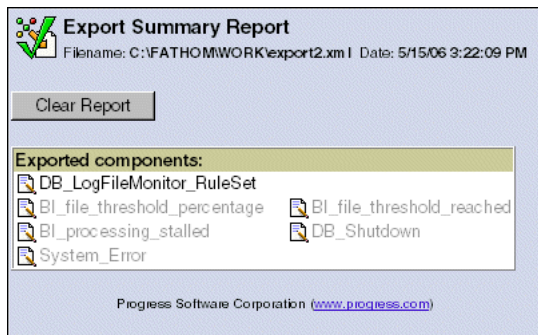 Export Summary Report
Filename: C:\FATHOM\WORK\export2.xml Date: 5/15/06 3:22:09 PM
Clear Report
Exported components:
DB_LogFileMonitor_RuleSet
BI_file_threshold_percentage BI_file_threshold_reached
BI_processing_stalled DB_Shutdown
System_Error
Progress Software Corporation (www.progress.com)